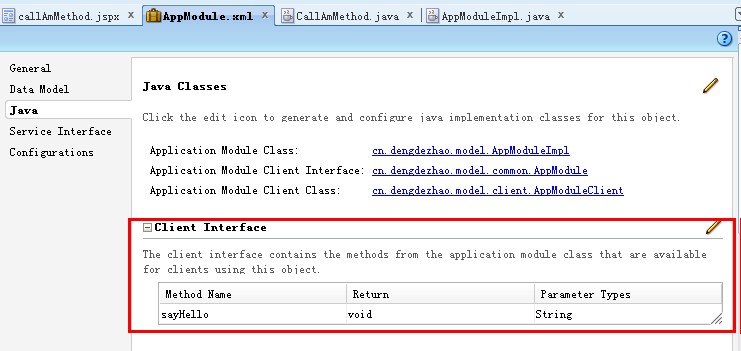 callAmMethod.jspx
AppModule.xml
CallAmMethod.java
AppModuleImpl.java
General
Data Model
Java
Service Interface
Configurations
Java Classes
Click the edit icon to generate and configure java implementation classes for this object.
Application Module Class: cn.dengdezhao.model.AppModuleImpl
Application Module Client Interface: cn.dengdezhao.model.common.AppModule
Application Module Client Class: cn.dengdezhao.model.client.AppModuleClient
Client Interface
The client interface contains the methods from the application module class that are available
for clients using this object.
Method Name Return Parameter Types
sayHello void String